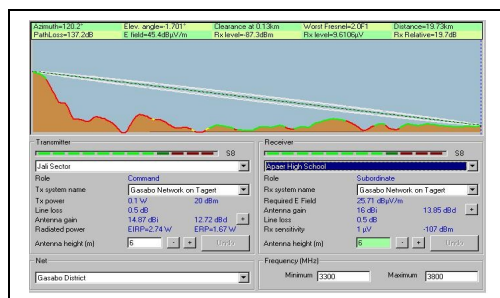 Azimuth=120.2° Elev. angle=-1.701° Clearance at 0.13km Worst Fresnel=2.0F1 Distance=19.73km
PathLoss=137.2dB E field=45.4dBµV/m Rx level=-87.3dBm Rx level=9.6106µV Rx Relative=19.7dB
Transmitter
S8
Jali Sector
Role Command
Tx system name Gasabo Network on Tagert
Tx power 0.1 W 20 dBm
Line loss 0.5 dB
Antenna gain 14.87 dBi 12.72 dBd +
Radiated power EIRP=2.74 W ERP=1.67 W
Antenna height (m) 6 - + Undo
Net
Gasabo District
Receiver
S8
Apaer High School
Role Subordinate
Rx system name Gasabo Network on Tagert
Required E Field 25.71 dBµV/m
Antenna gain 16 dBi 13.85 dBd +
Line loss 0.5 dB
Rx sensitivity 1 µV -107 dBm
Antenna height (m) 6 - + Undo
Frequency (MHz)
Minimum 3300 Maximum 3800